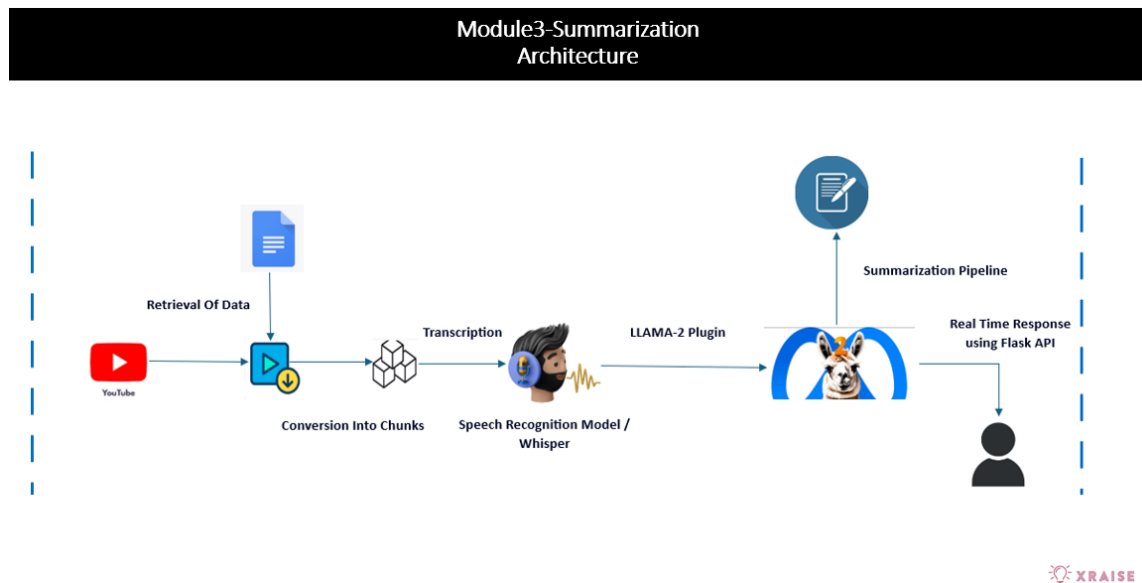 Module3-Summarization
Architecture
Summarization Pipeline
Retrieval Of Data
Transcription
LLAMA-2 Plugin
Real Time Response
using Flask API
YouTube
2
Conversion Into Chunks
Speech Recognition Model /
Whisper
XRAISE